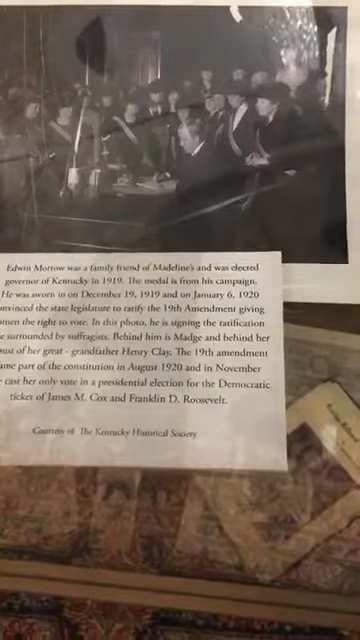 Edwin Morrow was a family friend of Madeline's and was elected
governor of Kentucky in 1919. The medal is from his campaign.
He was sworn in on December 19, 1919 and on January 6, 1920
onvinced the state legislature to ratify the 19th Amendment giving
omen the right to vote. In this photo, he is signing the ratification
e surrounded by suffragists. Behind him is Madge and behind her
bust of her great - grandfather Henry Clay. The 19th amendment
ame part of the constitution in August 1920 and in November
cast her only vote in a presidential election for the Democratic
ticket of James M. Cox and Franklin D. Roosevelt.
Courtesy of The Kentucky Historical Society